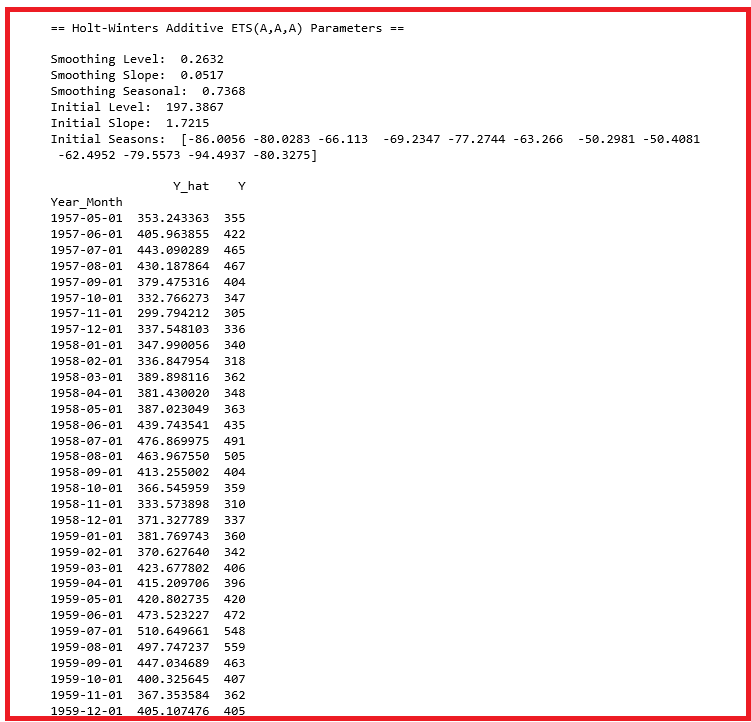 == Holt-Winters Additive ETS(A,A,A) Parameters ==
Smoothing Level:  0.2632
Smoothing Slope:  0.0517
Smoothing Seasonal:  0.7368
Initial Level:  197.3867
Initial Slope:  1.7215
Initial Seasons:  [-86.0056 -80.0283 -66.113  -69.2347 -77.2744 -63.266  -50.2981 -50.4081
 -62.4952 -79.5573 -94.4937 -80.3275]
Y_hat    Y
Year_Month
1957-05-01  353.243363  355
1957-06-01  405.963855  422
1957-07-01  443.090289  465
1957-08-01  430.187864  467
1957-09-01  379.475316  404
1957-10-01  332.766273  347
1957-11-01  299.794212  305
1957-12-01  337.548103  336
1958-01-01  347.990056  340
1958-02-01  336.847954  318
1958-03-01  389.898116  362
1958-04-01  381.430020  348
1958-05-01  387.023049  363
1958-06-01  439.743541  435
1958-07-01  476.869975  491
1958-08-01  463.967550  505
1958-09-01  413.255002  404
1958-10-01  366.545959  359
1958-11-01  333.573898  310
1958-12-01  371.327789  337
1959-01-01  381.769743  360
1959-02-01  370.627640  342
1959-03-01  423.677802  406
1959-04-01  415.209706  396
1959-05-01  420.802735  420
1959-06-01  473.523227  472
1959-07-01  510.649661  548
1959-08-01  497.747237  559
1959-09-01  447.034689  463
1959-10-01  400.325645  407
1959-11-01  367.353584  362
1959-12-01  405.107476  405